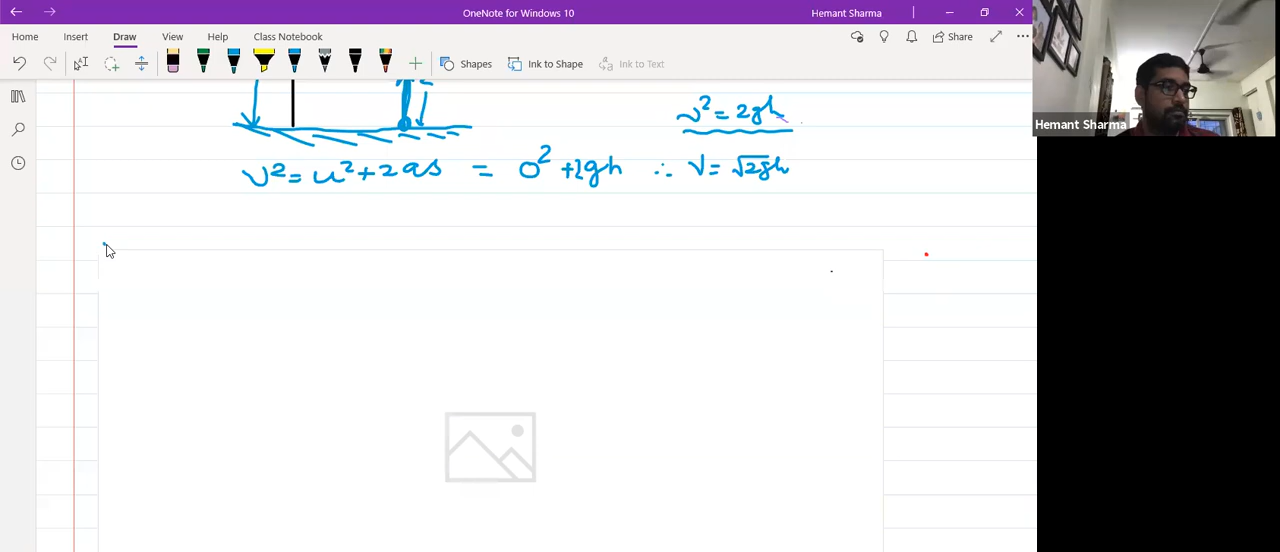 OneNote for Windows 10
Hemant Sharma
Home Insert Draw View Help Class Notebook
Share
Shapes Ink to Shape Ink to Text
v² = 2gh
v² = u² + 2as = 0² + 2gh ∴ v = √2gh
Hemant Sharma